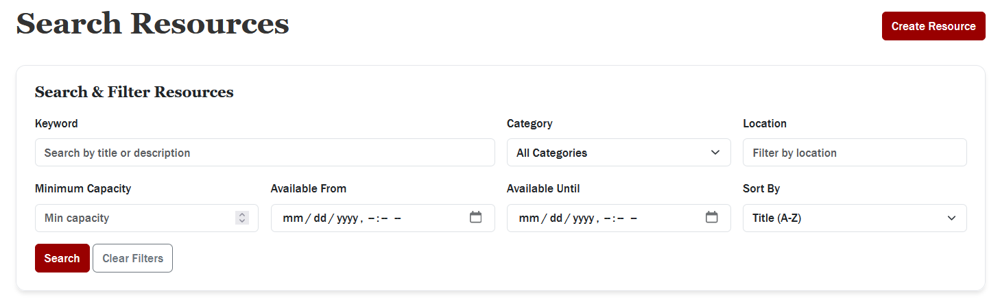 Search Resources
Create Resource
Search & Filter Resources
Keyword
Category
Location
Search by title or description
All Categories
Filter by location
Minimum Capacity
Available From
Available Until
Sort By
Min capacity
mm/dd/yyyy, --:-- --
mm/dd/yyyy, --:-- --
Title (A-Z)
Search
Clear Filters